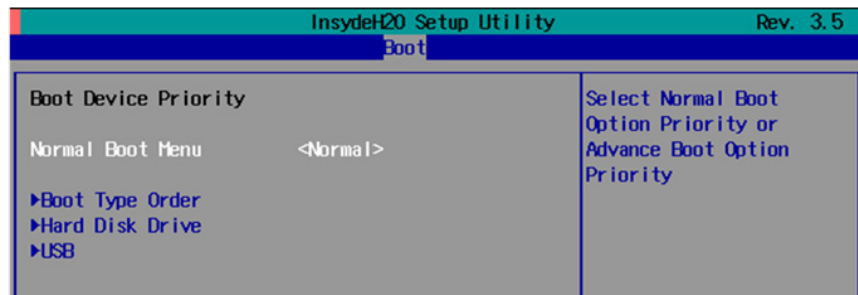 InsydeH20 Setup Utility Rev. 3.5
Boot
Boot Device Priority
Normal Boot Menu <Normal>
▶Boot Type Order
▶Hard Disk Drive
▶USB
Select Normal Boot
Option Priority or
Advance Boot Option
Priority